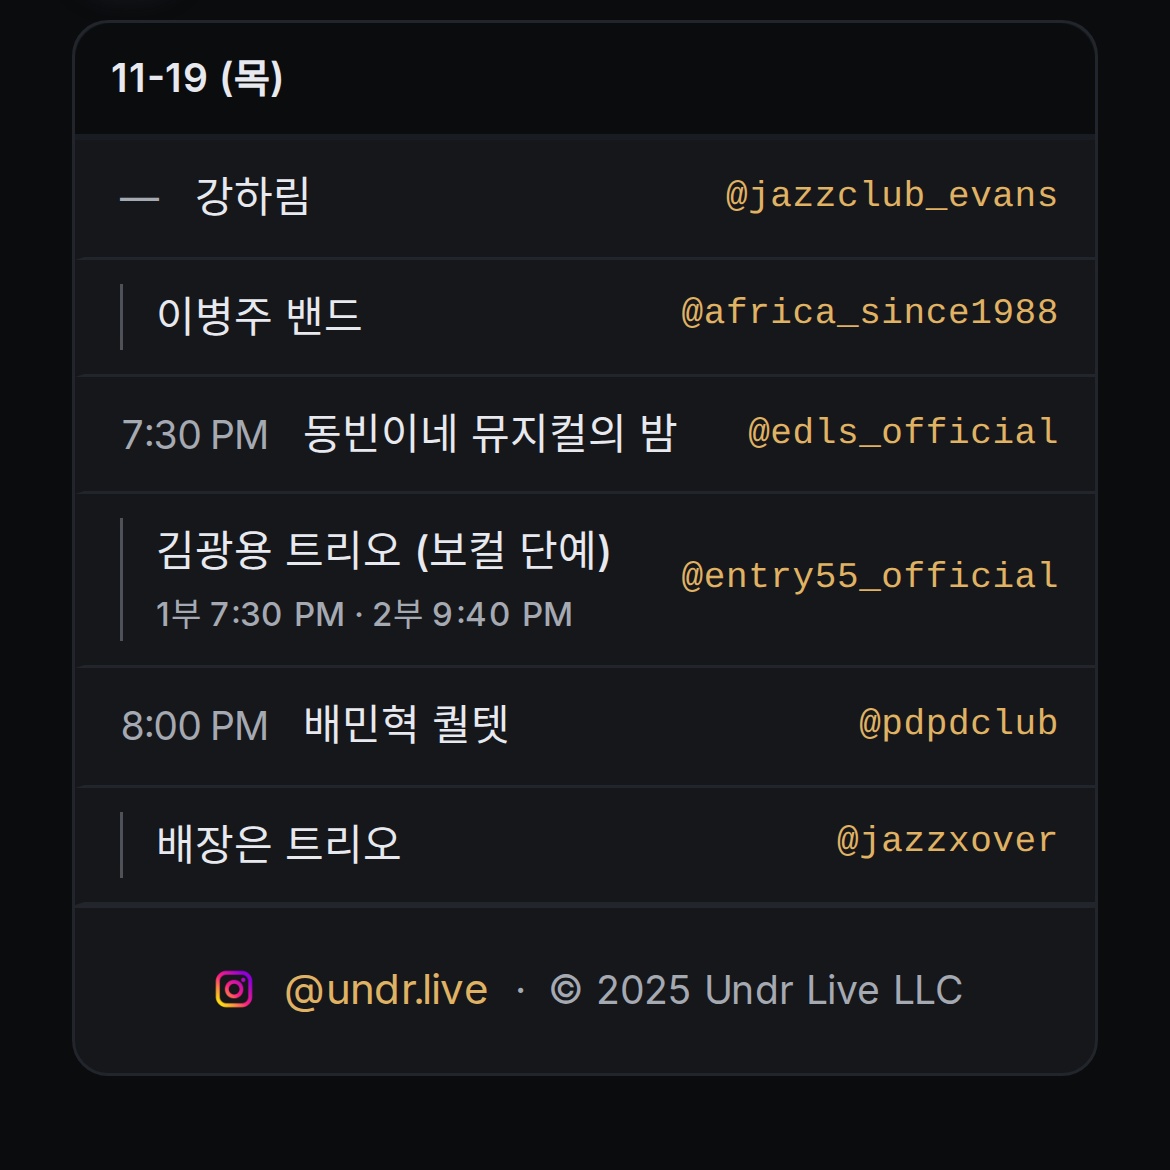 11-19 (목)
— 강하림 @jazzclub_evans
이병주 밴드 @africa_since1988
7:30 PM 동빈이네 뮤지컬의 밤 @edls_official
김광용 트리오 (보컬 단예) @entry55_official
1부 7:30 PM · 2부 9:40 PM
8:00 PM 배민혁 퀄텟 @pdpdclub
배장은 트리오 @jazzxover
@undr.live · © 2025 Undr Live LLC